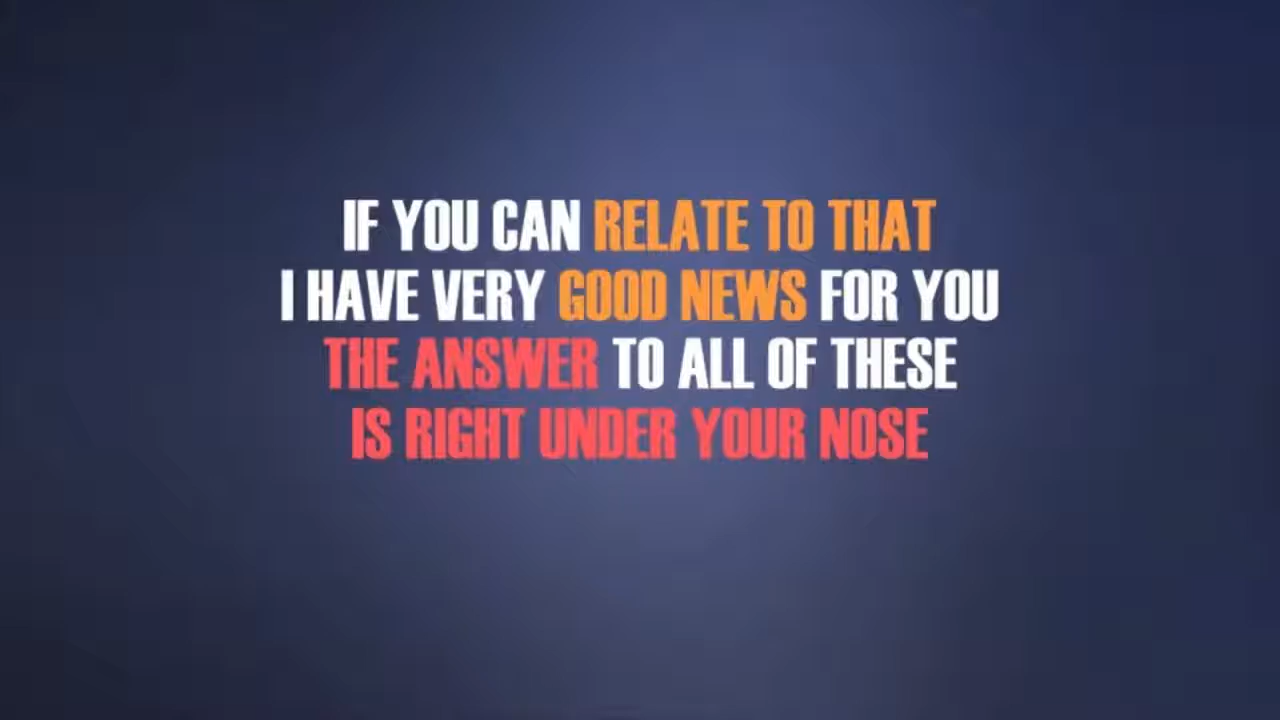 IF YOU CAN RELATE TO THAT
I HAVE VERY GOOD NEWS FOR YOU
THE ANSWER TO ALL OF THESE
IS RIGHT UNDER YOUR NOSE